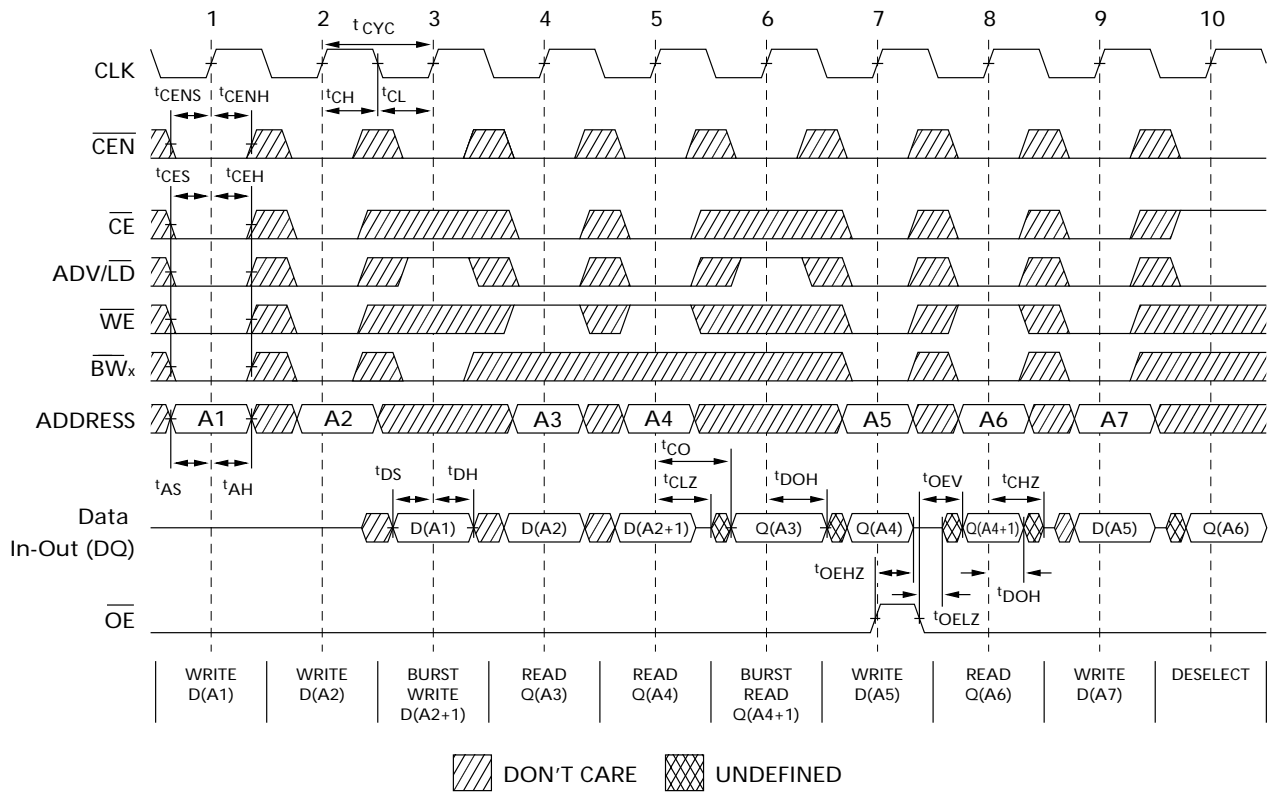 1 2 3 4 5 6 7 8 9 10
tCYC
CLK
tCENS tCENH tCH tCL
CEN
tCES tCEH
CE
ADV/LD
WE
BWx
ADDRESS A1 A2 A3 A4 A5 A6 A7
tAS tAH tDS tDH tCO tCLZ tDOH tOEV tCHZ
Data
In-Out (DQ)
D(A1) D(A2) D(A2+1) Q(A3) Q(A4) Q(A4+1) D(A5) Q(A6)
tOEHZ tDOH
tOELZ
OE
WRITE
D(A1)
WRITE
D(A2)
BURST
WRITE
D(A2+1)
READ
Q(A3)
READ
Q(A4)
BURST
READ
Q(A4+1)
WRITE
D(A5)
READ
Q(A6)
WRITE
D(A7)
DESELECT
DON'T CARE UNDEFINED